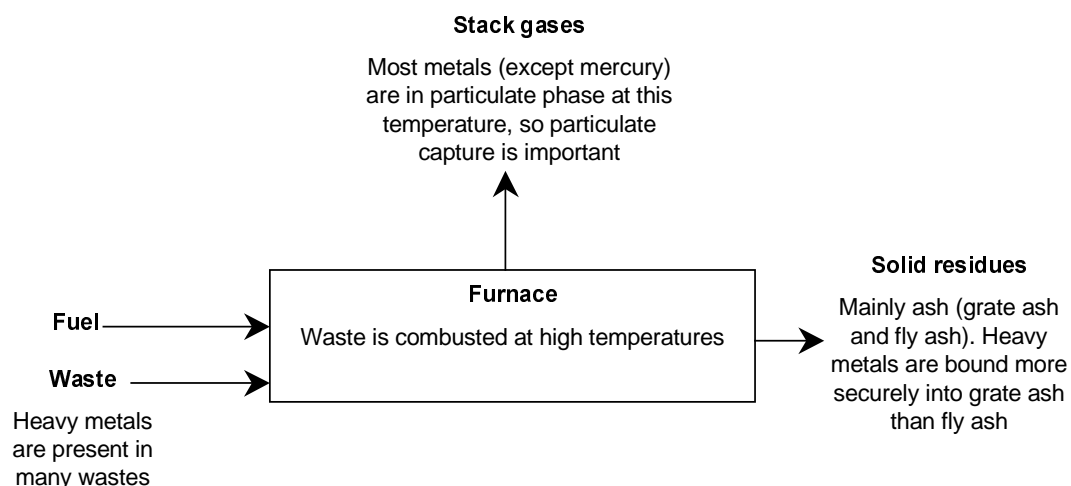 Stack gases
Most metals (except mercury)
are in particulate phase at this
temperature, so particulate
capture is important
Furnace
Waste is combusted at high temperatures
Fuel
Waste
Heavy metals
are present in
many wastes
Solid residues
Mainly ash (grate ash
and fly ash). Heavy
metals are bound more
securely into grate ash
than fly ash